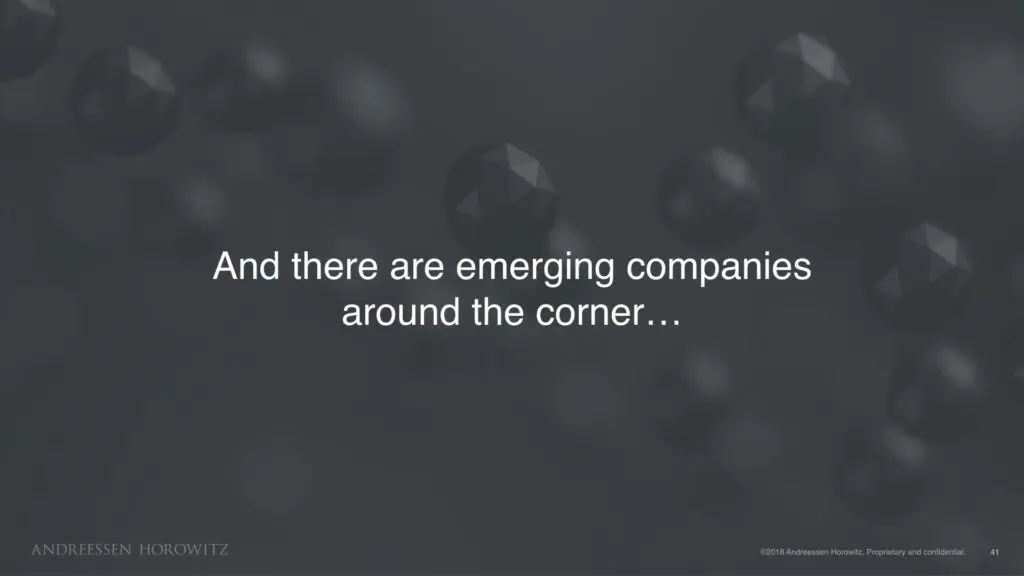 And there are emerging companies
around the corner…
ANDREESSEN HOROWITZ
©2018 Andreessen Horowitz. Proprietary and confidential. 41